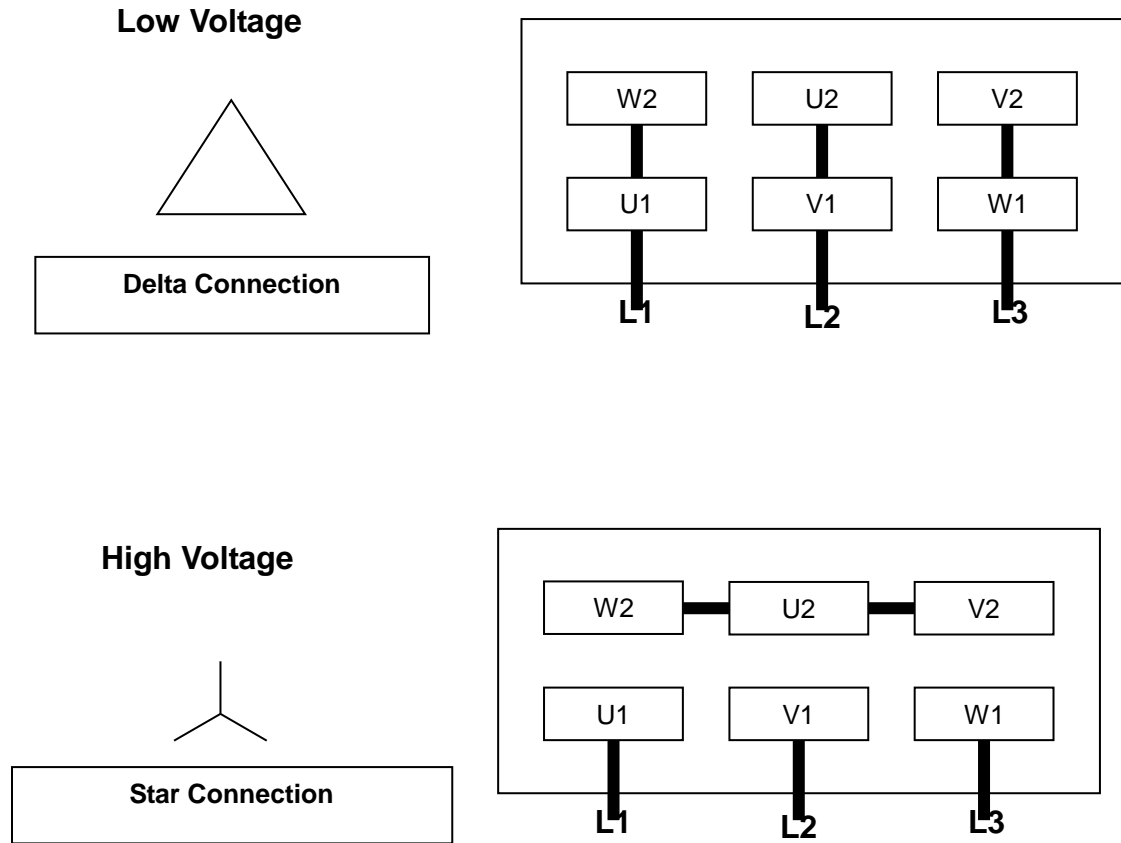 Low Voltage
W2 U2 V2
U1 V1 W1
Delta Connection
L1 L2 L3
High Voltage
W2 U2 V2
U1 V1 W1
Star Connection
L1 L2 L3